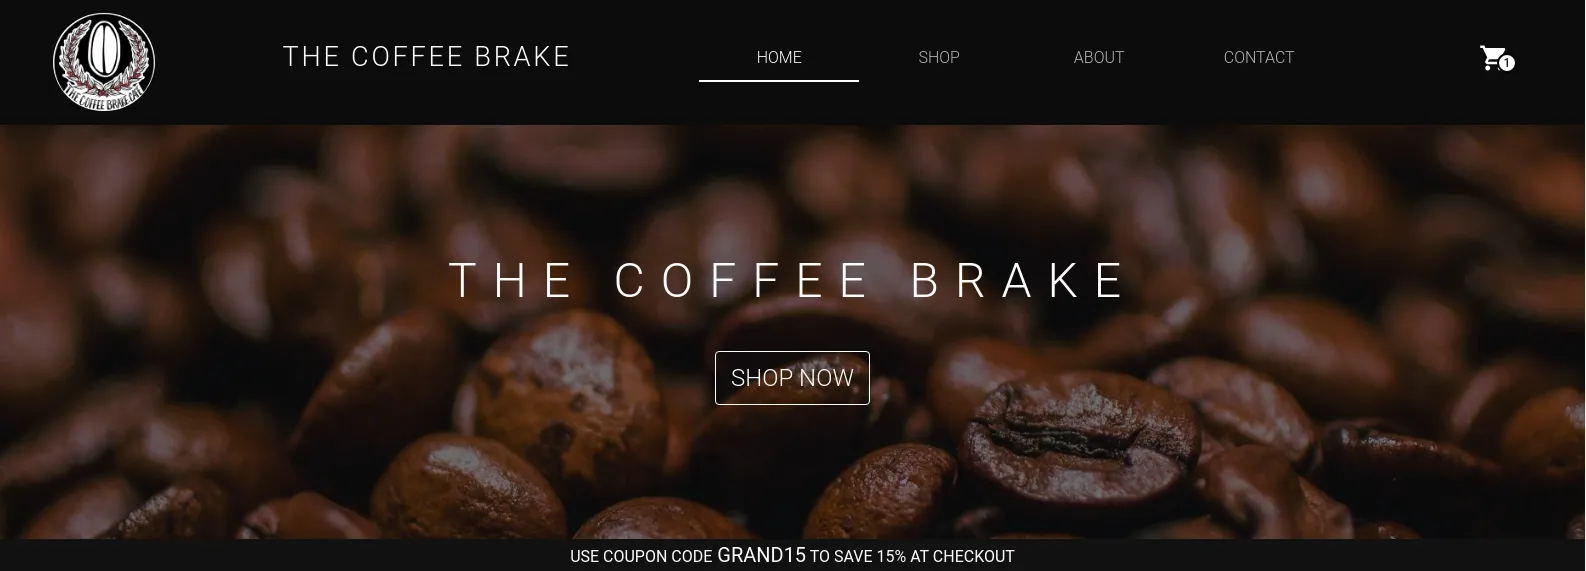 THE COFFEE BRAKE CAFE
THE COFFEE BRAKE
HOME
SHOP
ABOUT
CONTACT
1
THE COFFEE BRAKE
SHOP NOW
USE COUPON CODE GRAND15 TO SAVE 15% AT CHECKOUT